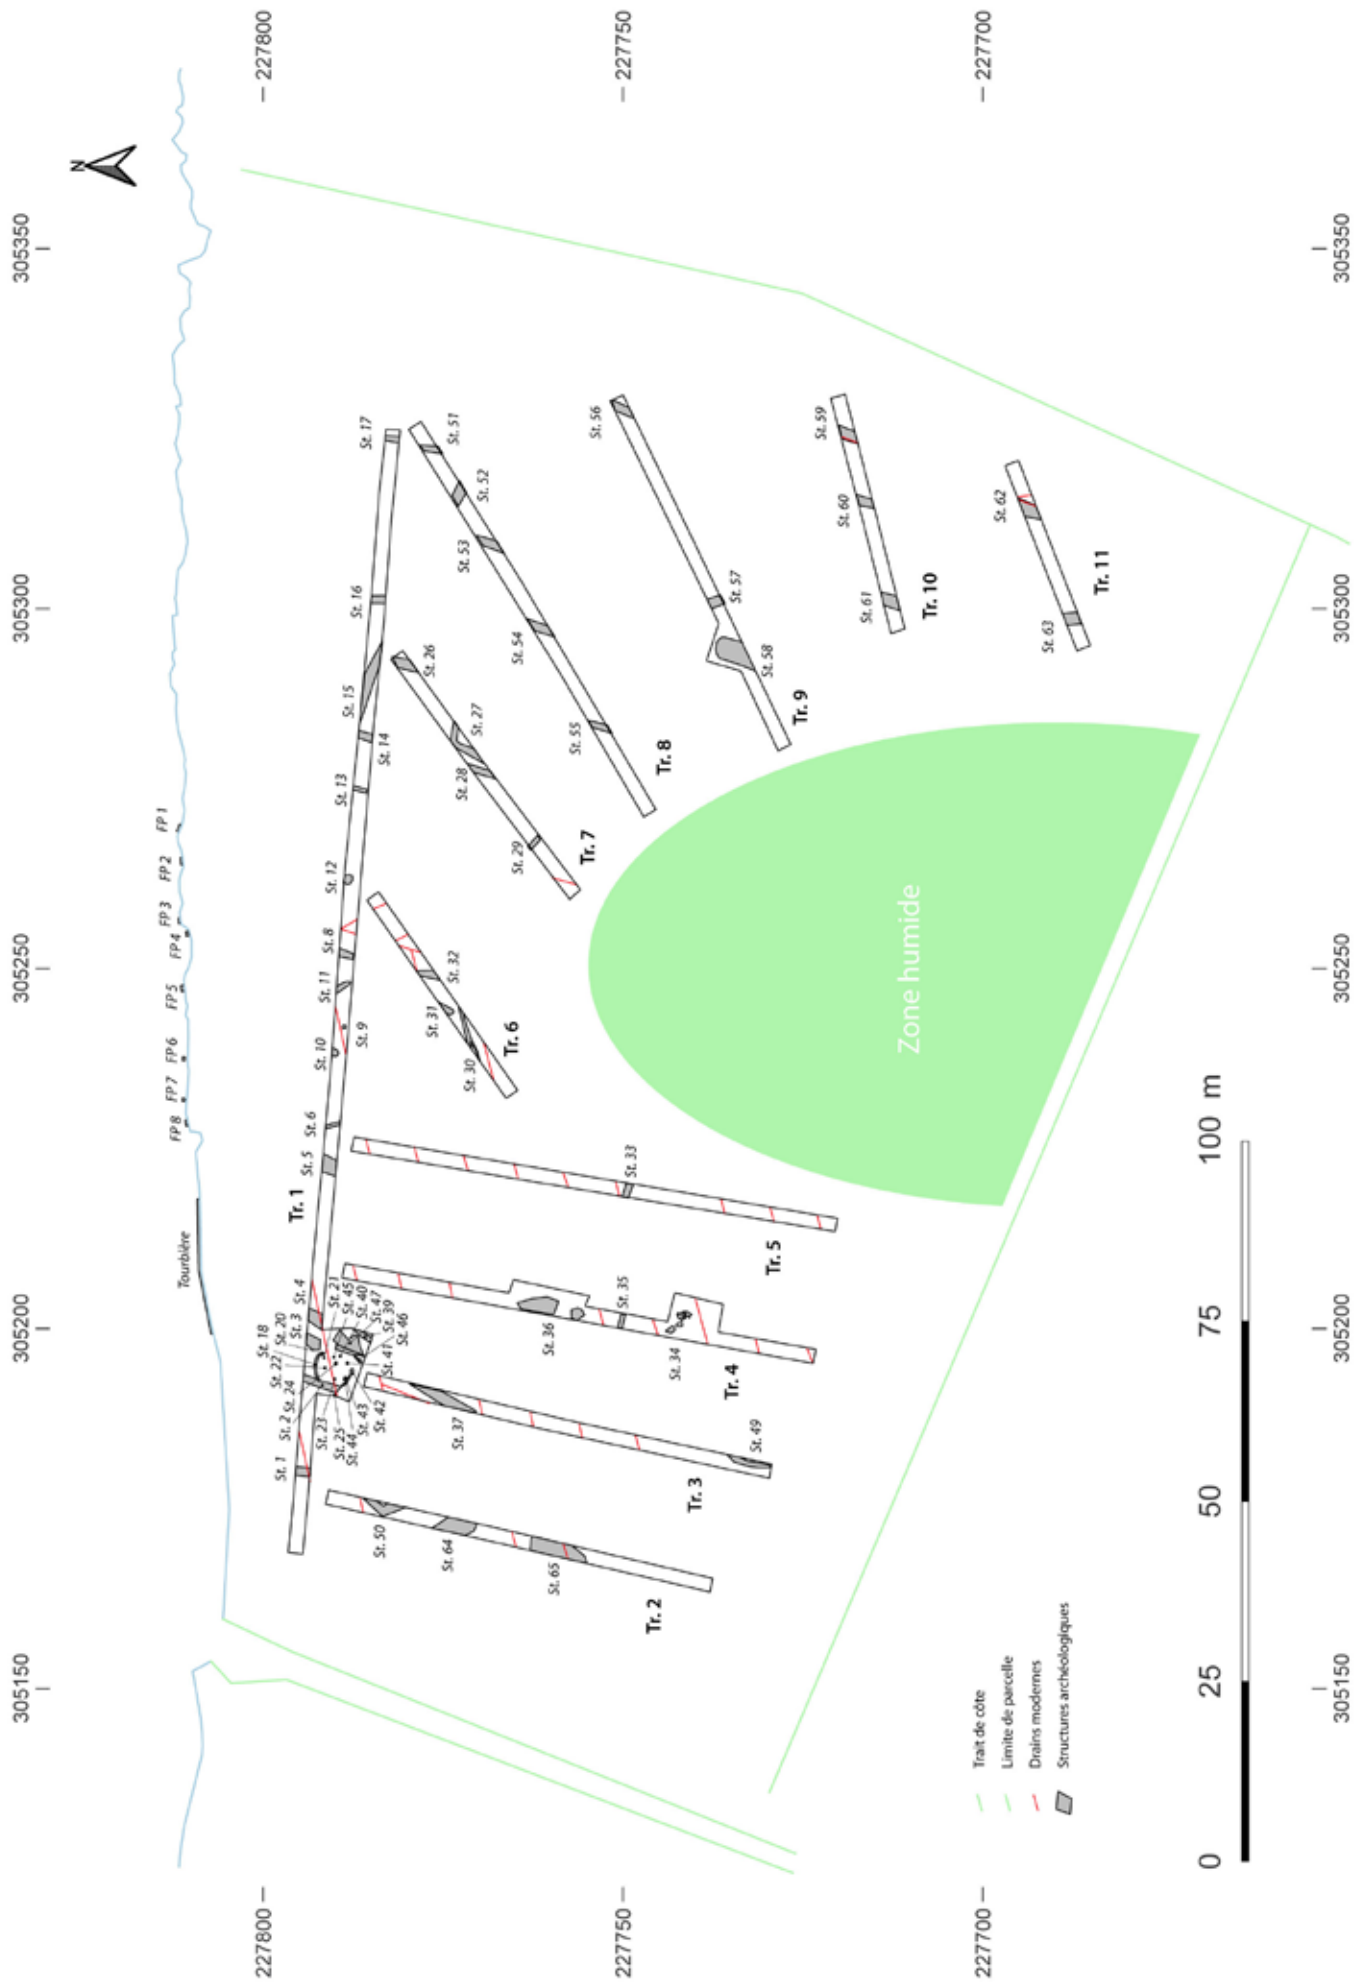 305150
305200
305250
305300
305350
N
227800
227800
227750
227750
227700
227700
Tourbière
FP 8
FP 7
FP 6
FP 5
FP 4
FP 3
FP 2
FP 1
Tr. 1
St. 1
St. 2
St. 24
St. 22
St. 18
St. 20
St. 3
St. 4
St. 21
St. 45
St. 40
St. 47
St. 39
St. 46
St. 41
St. 42
St. 43
St. 44
St. 25
St. 23
St. 5
St. 6
St. 10
St. 9
St. 11
St. 8
St. 12
St. 13
St. 14
St. 15
St. 16
St. 17
St. 50
St. 64
St. 65
Tr. 2
St. 37
St. 49
Tr. 3
St. 36
St. 35
St. 34
Tr. 4
St. 33
Tr. 5
St. 30
St. 31
St. 32
Tr. 6
St. 26
St. 27
St. 28
St. 29
Tr. 7
St. 51
St. 52
St. 53
St. 54
St. 55
Tr. 8
St. 56
St. 57
St. 58
Tr. 9
St. 59
St. 60
St. 61
Tr. 10
St. 62
St. 63
Tr. 11
Zone humide
Trait de côte
Limite de parcelle
Drains modernes
Structures archéologiques
0 25 50 75 100 m
305150
305200
305250
305300
305350